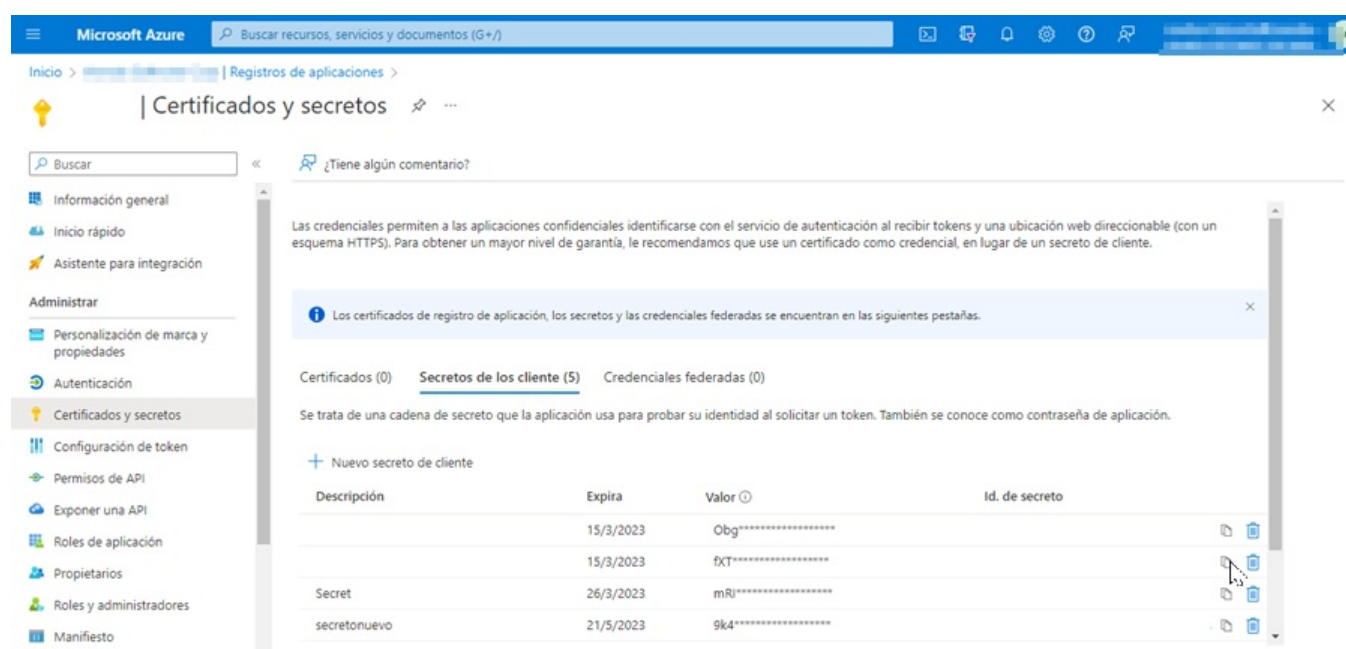 Microsoft Azure
Buscar recursos, servicios y documentos (G+/)
Inicio > | Registros de aplicaciones >
| Certificados y secretos
Buscar
¿Tiene algún comentario?
Información general
Inicio rápido
Asistente para integración
Administrar
Personalización de marca y
propiedades
Autenticación
Certificados y secretos
Configuración de token
Permisos de API
Exponer una API
Roles de aplicación
Propietarios
Roles y administradores
Manifiesto
Las credenciales permiten a las aplicaciones confidenciales identificarse con el servicio de autenticación al recibir tokens y una ubicación web direccionable (con un
esquema HTTPS). Para obtener un mayor nivel de garantía, le recomendamos que use un certificado como credencial, en lugar de un secreto de cliente.
Los certificados de registro de aplicación, los secretos y las credenciales federadas se encuentran en las siguientes pestañas.
Certificados (0) Secretos de los cliente (5) Credenciales federadas (0)
Se trata de una cadena de secreto que la aplicación usa para probar su identidad al solicitar un token. También se conoce como contraseña de aplicación.
Nuevo secreto de cliente
Descripción Expira Valor Id. de secreto
15/3/2023 Obg******************
15/3/2023 fXT******************
Secret 26/3/2023 mRI******************
secretonuevo 21/5/2023 9k4******************